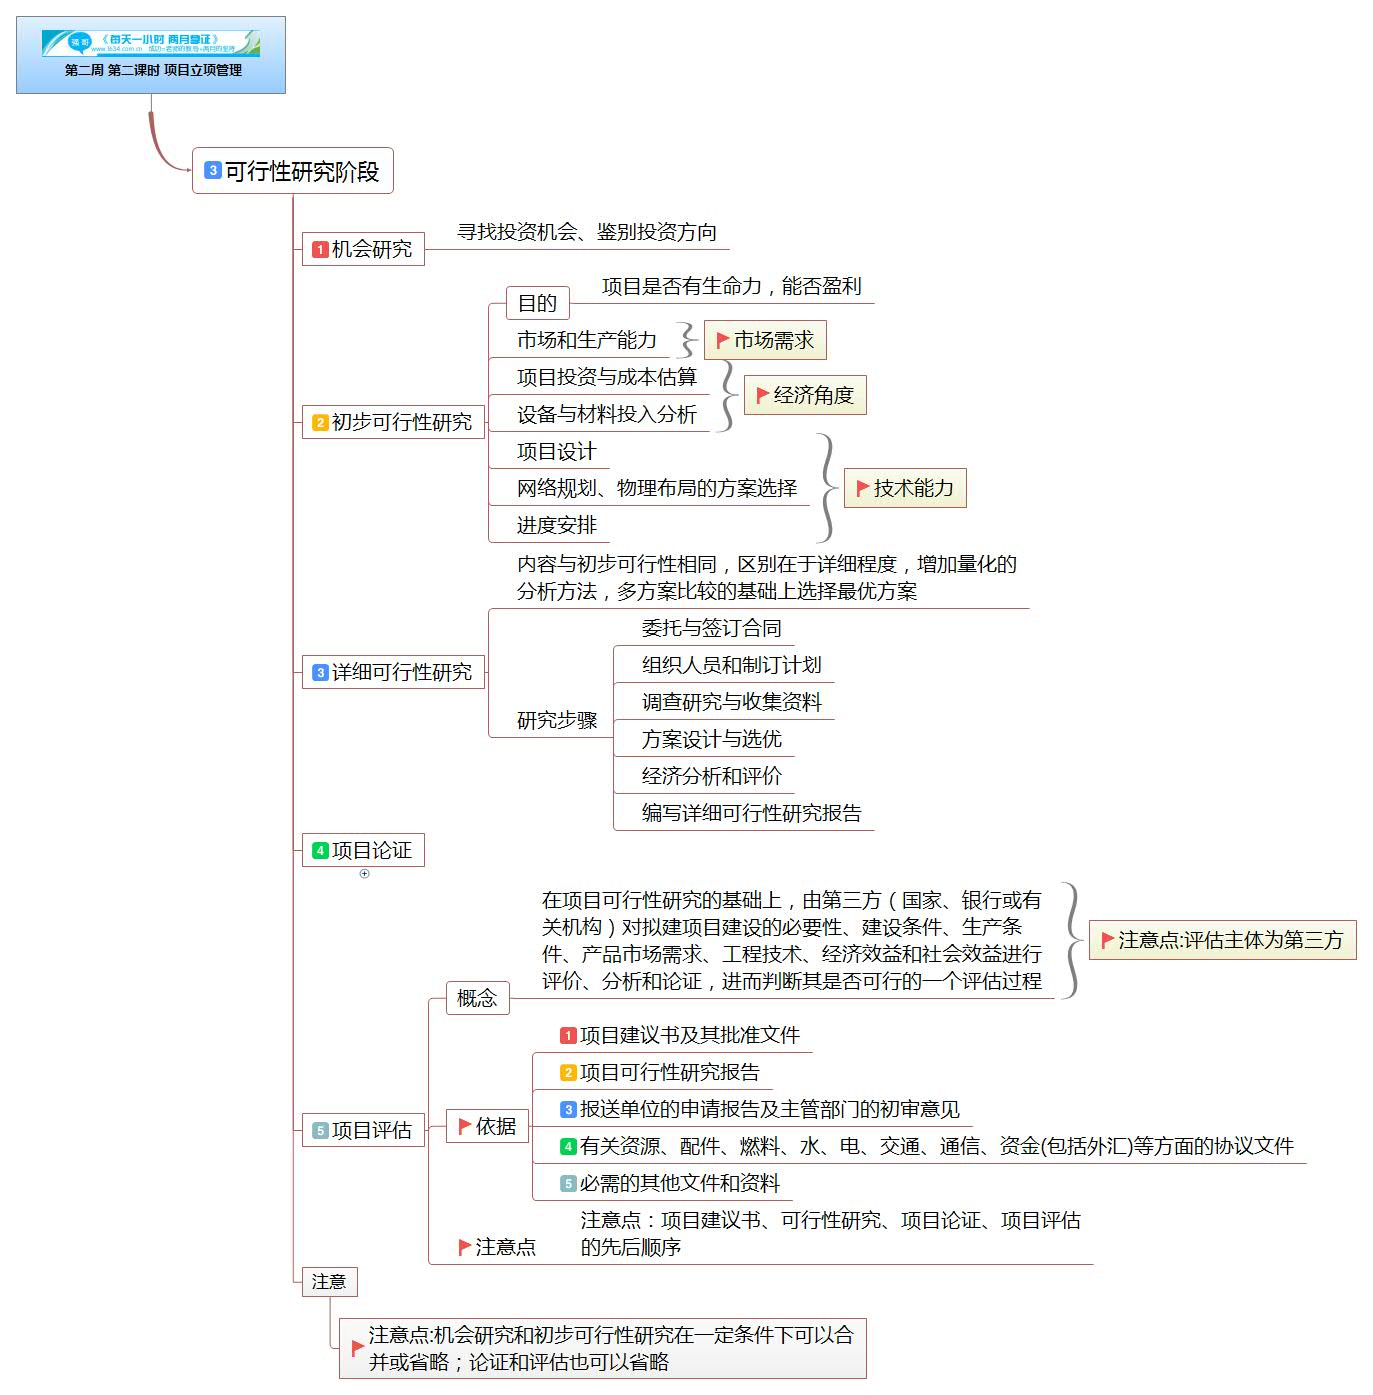 强哥
《每天一小时 两月拿证》
第二周 第二课时 项目立项管理
3 可行性研究阶段
1 机会研究
寻找投资机会、鉴别投资方向
2 初步可行性研究
目的
项目是否有生命力，能否盈利
市场和生产能力
市场需求
项目投资与成本估算
设备与材料投入分析
经济角度
项目设计
网络规划、物理布局的方案选择
进度安排
技术能力
3 详细可行性研究
内容与初步可行性相同，区别在于详细程度，增加量化的
分析方法，多方案比较的基础上选择最优方案
研究步骤
委托与签订合同
组织人员和制订计划
调查研究与收集资料
方案设计与选优
经济分析和评价
编写详细可行性研究报告
4 项目论证
5 项目评估
概念
在项目可行性研究的基础上，由第三方（国家、银行或有
关机构）对拟建项目建设的必要性、建设条件、生产条
件、产品市场需求、工程技术、经济效益和社会效益进行
评价、分析和论证，进而判断其是否可行的一个评估过程
注意点:评估主体为第三方
依据
1 项目建议书及其批准文件
2 项目可行性研究报告
3 报送单位的申请报告及主管部门的初审意见
4 有关资源、配件、燃料、水、电、交通、通信、资金(包括外汇)等方面的协议文件
5 必需的其他文件和资料
注意点
注意点：项目建议书、可行性研究、项目论证、项目评估
的先后顺序
注意
注意点:机会研究和初步可行性研究在一定条件下可以合
并或省略；论证和评估也可以省略